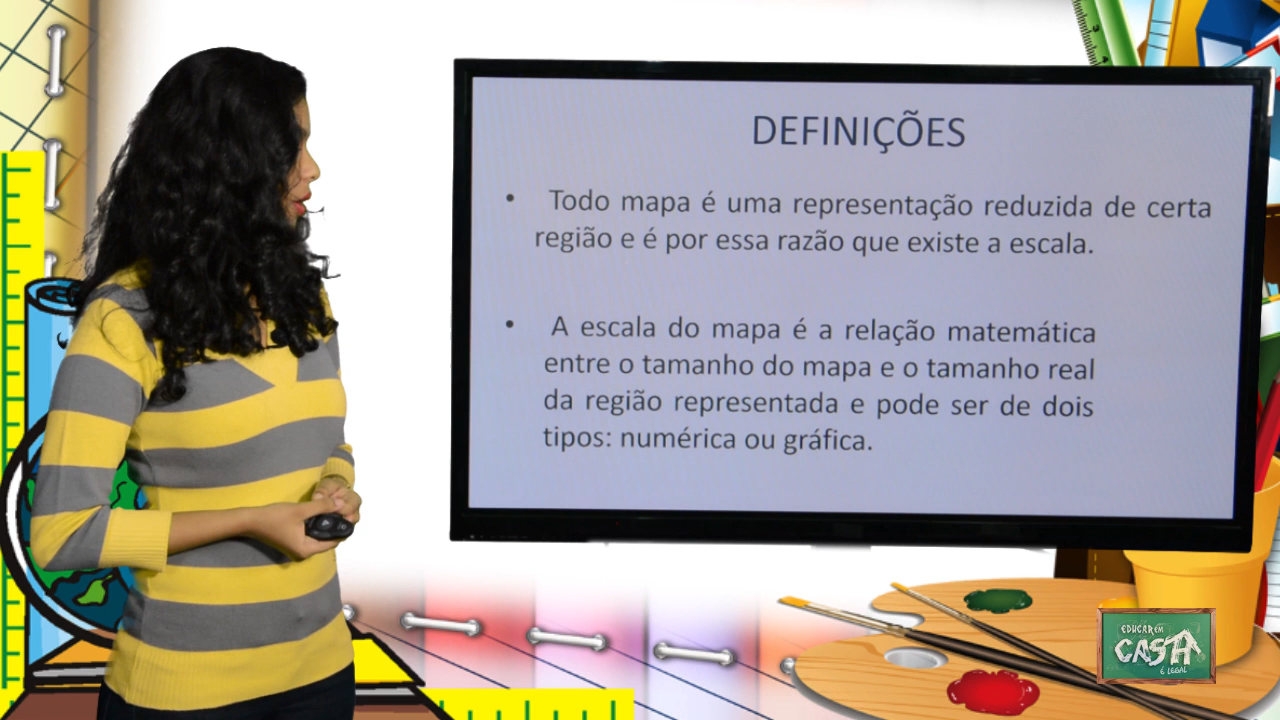 DEFINIÇÕES
• Todo mapa é uma representação reduzida de certa
região e é por essa razão que existe a escala.
• A escala do mapa é a relação matemática
entre o tamanho do mapa e o tamanho real
da região representada e pode ser de dois
tipos: numérica ou gráfica.
EDUCAR EM
CASA
É LEGAL